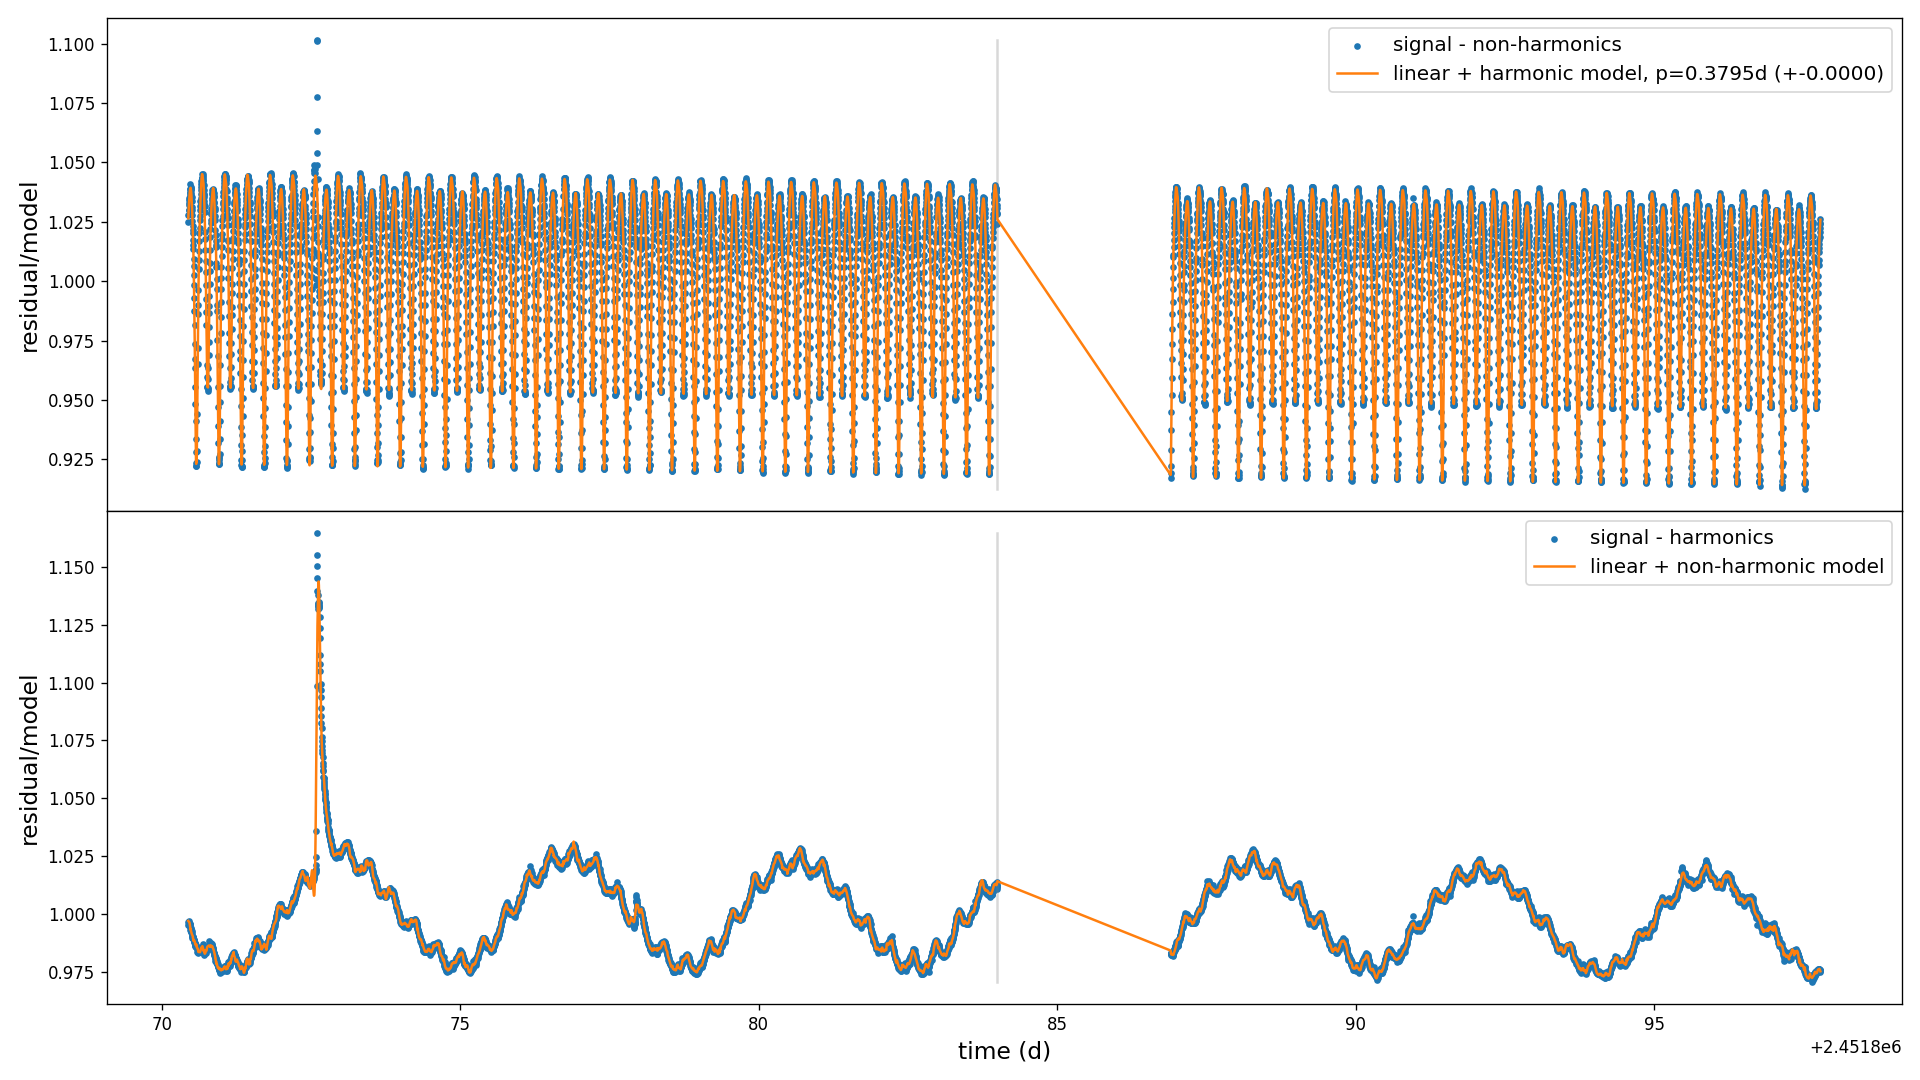 signal - non-harmonics
linear + harmonic model, p=0.3795d (+-0.0000)
residual/model
1.100
1.075
1.050
1.025
1.000
0.975
0.950
0.925
signal - harmonics
linear + non-harmonic model
residual/model
1.150
1.125
1.100
1.075
1.050
1.025
1.000
0.975
70 75 80 85 90 95
time (d)
+2.4518e6